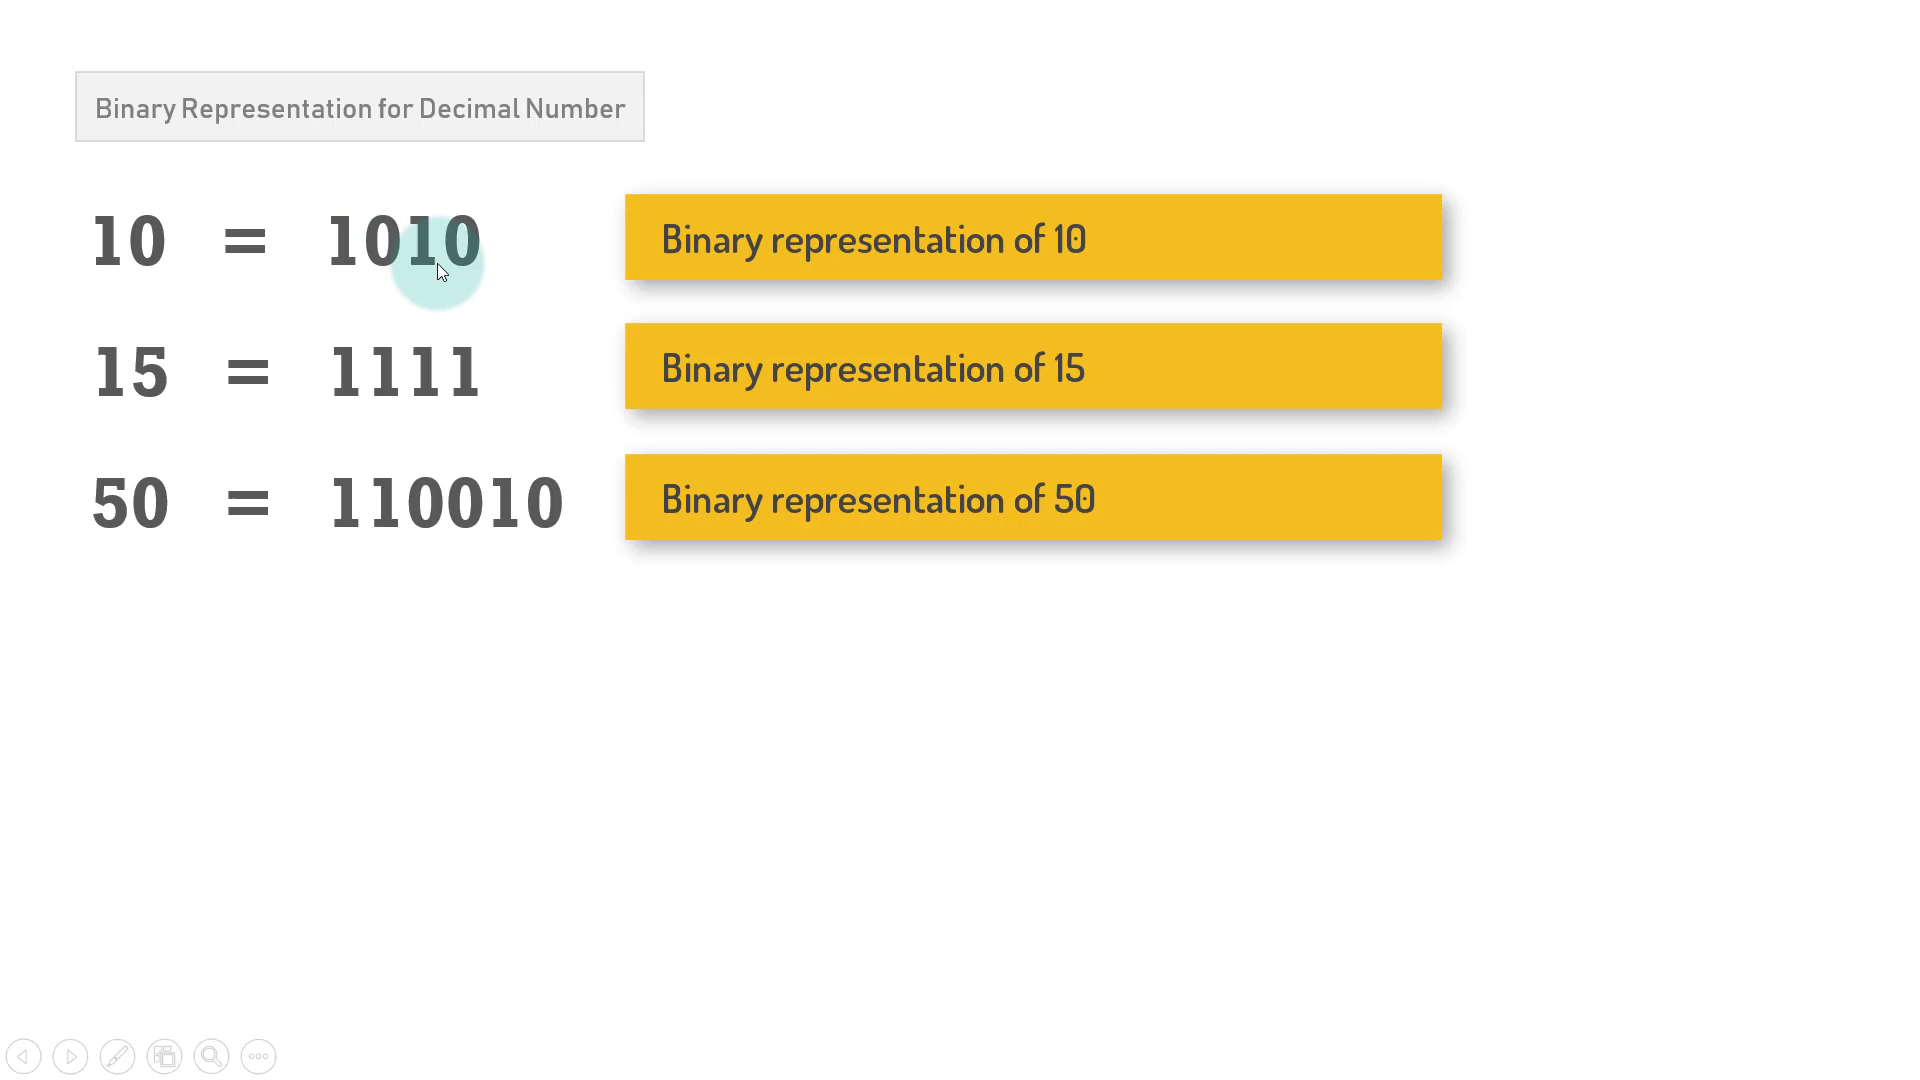 Binary Representation for Decimal Number
10 = 1010
Binary representation of 10
15 = 1111
Binary representation of 15
50 = 110010
Binary representation of 50